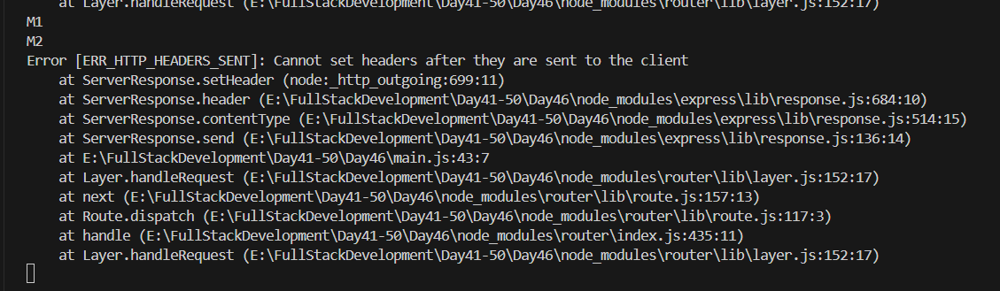 at Layer.handleRequest (E:\FullStackDevelopment\Day41-50\Day46\node_modules\router\lib\layer.js:152:17)
M1
M2
Error [ERR_HTTP_HEADERS_SENT]: Cannot set headers after they are sent to the client
at ServerResponse.setHeader (node:_http_outgoing:699:11)
at ServerResponse.header (E:\FullStackDevelopment\Day41-50\Day46\node_modules\express\lib\response.js:684:10)
at ServerResponse.contentType (E:\FullStackDevelopment\Day41-50\Day46\node_modules\express\lib\response.js:514:15)
at ServerResponse.send (E:\FullStackDevelopment\Day41-50\Day46\node_modules\express\lib\response.js:136:14)
at E:\FullStackDevelopment\Day41-50\Day46\main.js:43:7
at Layer.handleRequest (E:\FullStackDevelopment\Day41-50\Day46\node_modules\router\lib\layer.js:152:17)
at next (E:\FullStackDevelopment\Day41-50\Day46\node_modules\router\lib\route.js:157:13)
at Route.dispatch (E:\FullStackDevelopment\Day41-50\Day46\node_modules\router\lib\route.js:117:3)
at handle (E:\FullStackDevelopment\Day41-50\Day46\node_modules\router\index.js:435:11)
at Layer.handleRequest (E:\FullStackDevelopment\Day41-50\Day46\node_modules\router\lib\layer.js:152:17)